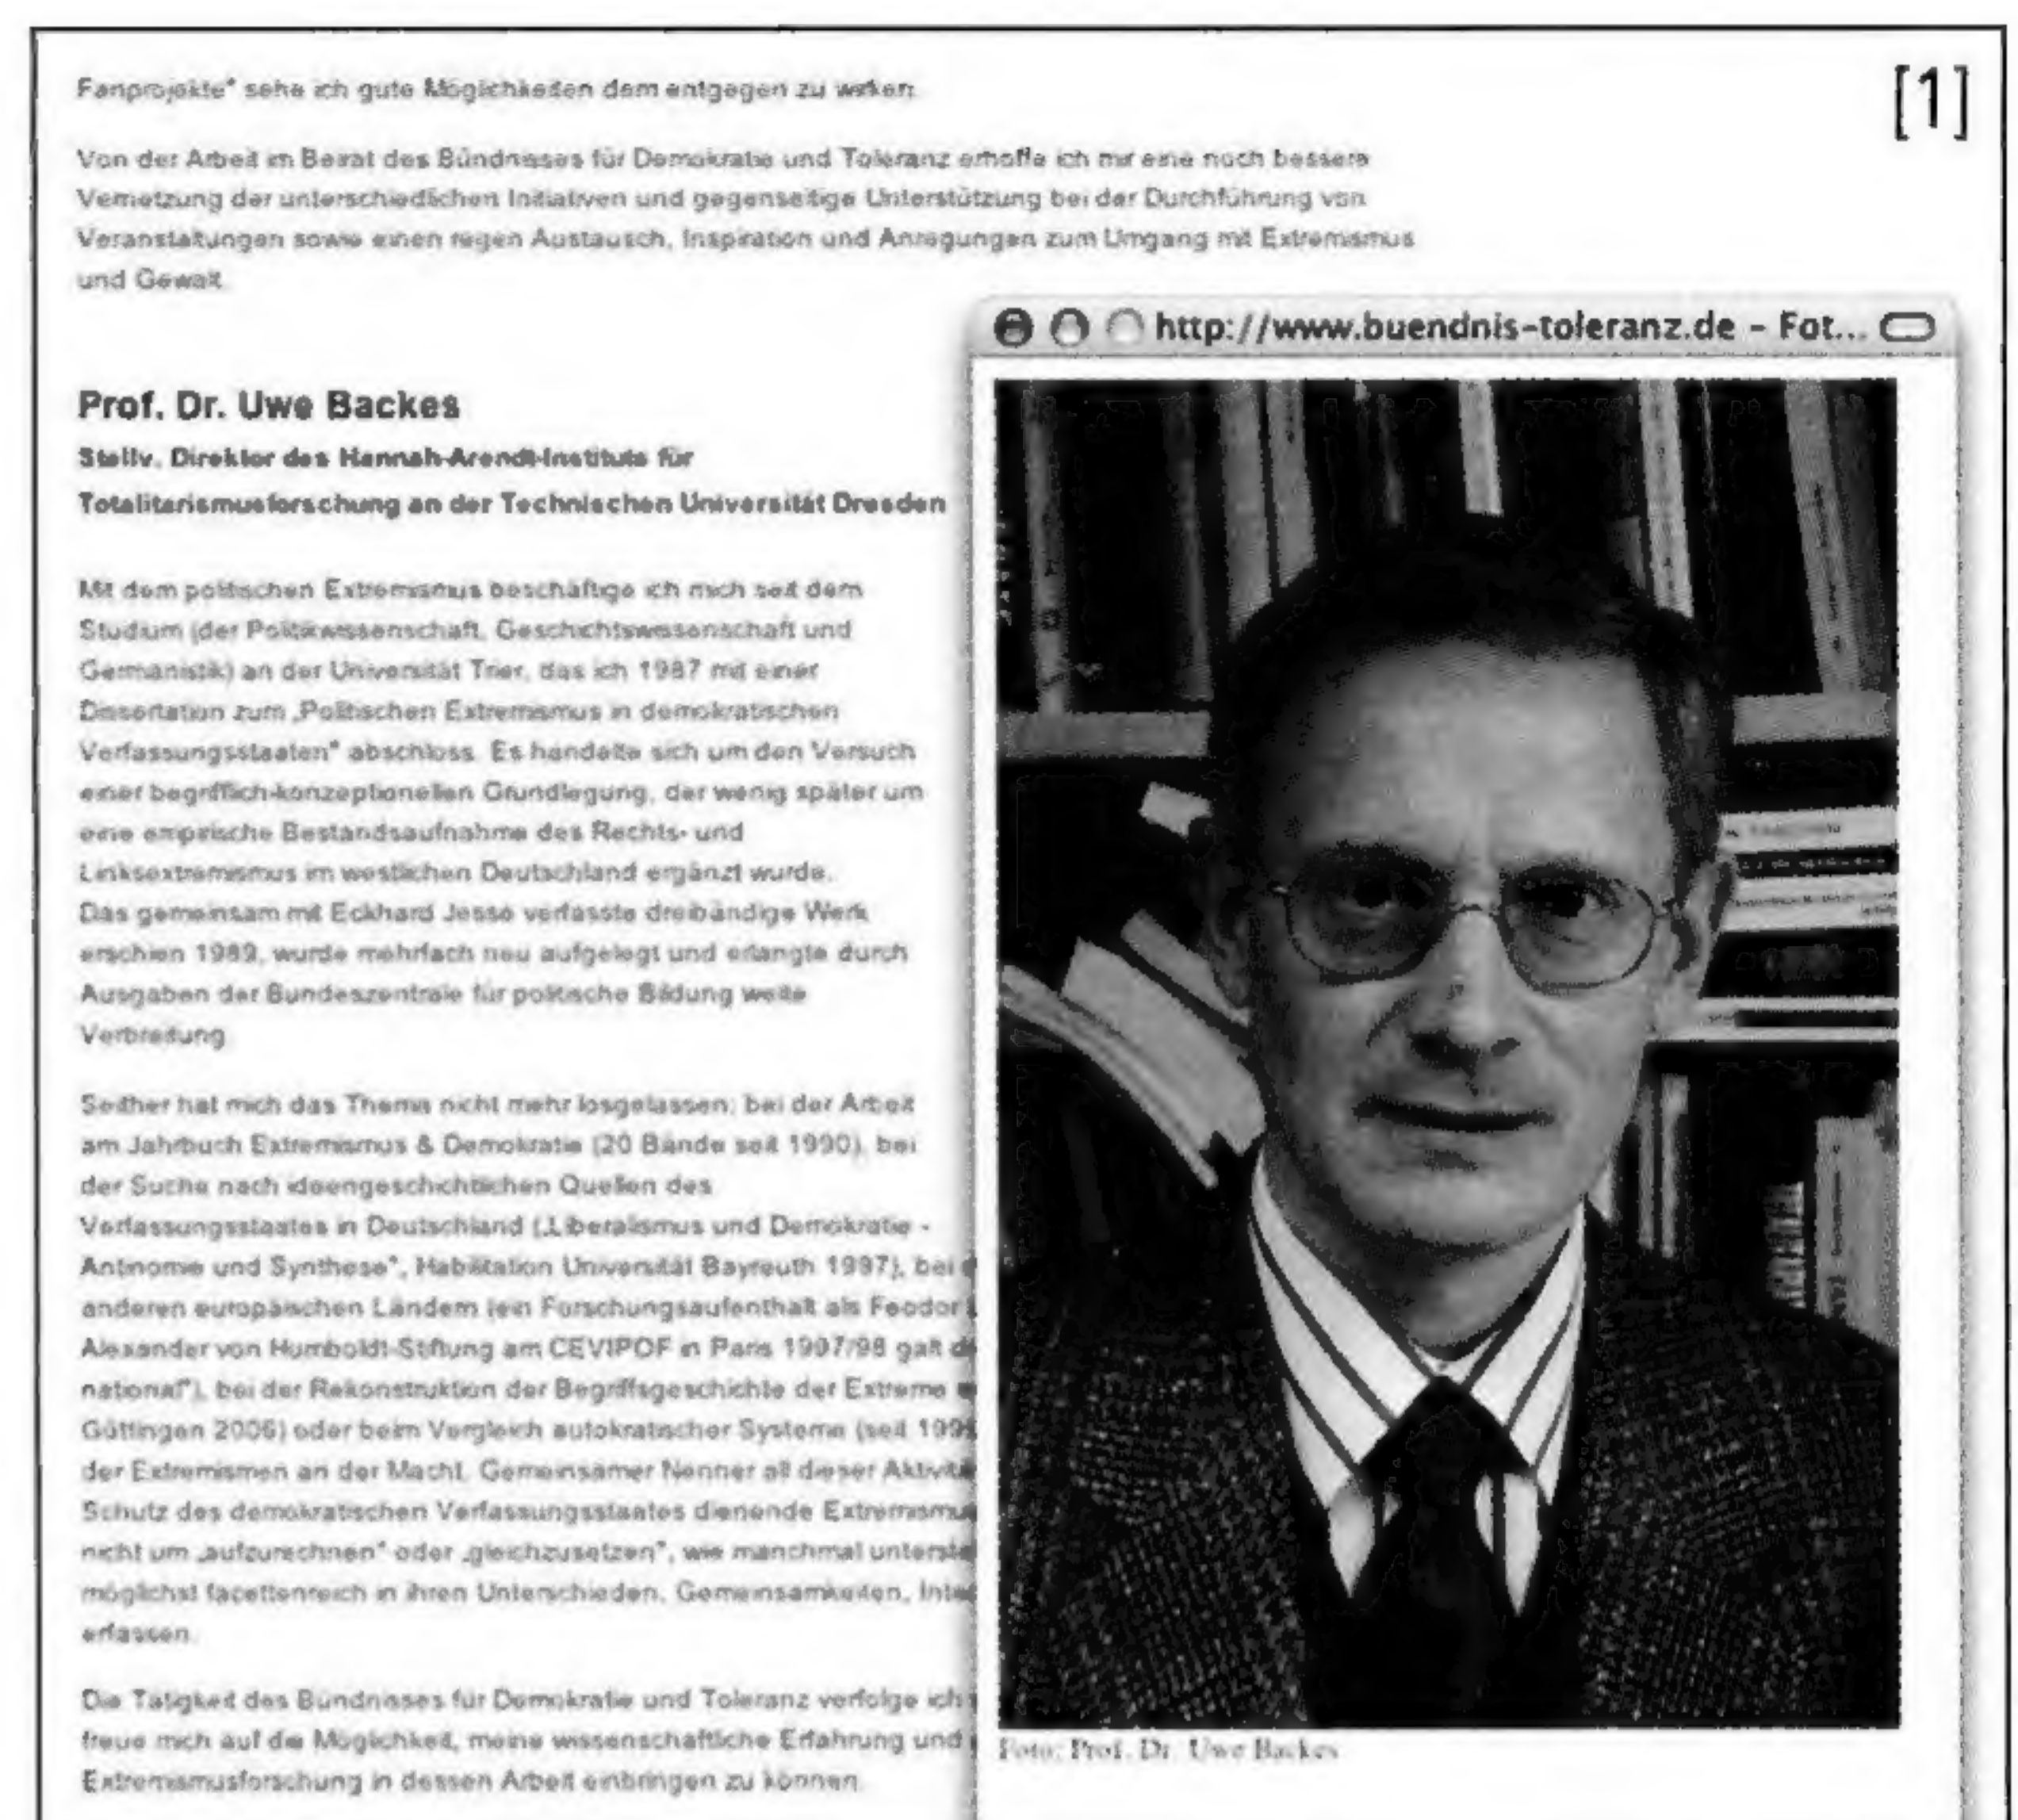 Fanprojekte" sehe ich gute Möglichkeiten dem entgegen zu wirken.
[1]
Von der Arbeit im Beirat des Bündnisses für Demokratie und Toleranz erhoffe ich mir eine noch bessere
Vernetzung der unterschiedlichen Initiativen und gegenseitige Unterstützung bei der Durchführung von
Veranstaltungen sowie einen regen Austausch, Inspiration und Anregungen zum Umgang mit Extremismus
und Gewalt.
Prof. Dr. Uwe Backes
Stellv. Direktor des Hannah-Arendt-Instituts für
Totalitarismusforschung an der Technischen Universität Dresden
Mit dem politischen Extremismus beschäftige ich mich seit dem
Studium (der Politikwissenschaft, Geschichtswissenschaft und
Germanistik) an der Universität Trier, das ich 1987 mit einer
Dissertation zum „Politischen Extremismus in demokratischen
Verfassungsstaaten" abschloss. Es handelte sich um den Versuch
einer begrifflich-konzeptionellen Grundlegung, der wenig später um
eine empirische Bestandsaufnahme des Rechts- und
Linksextremismus im westlichen Deutschland ergänzt wurde.
Das gemeinsam mit Eckhard Jesse verfasste dreibändige Werk
erschien 1989, wurde mehrfach neu aufgelegt und erlangte durch
Ausgaben der Bundeszentrale für politische Bildung weite
Verbreitung.
Seither hat mich das Thema nicht mehr losgelassen: bei der Arbeit
am Jahrbuch Extremismus & Demokratie (20 Bände seit 1990), bei
der Suche nach ideengeschichtlichen Quellen des
Verfassungsstaates in Deutschland („Liberalismus und Demokratie -
Antinomie und Synthese", Habilitation Universität Bayreuth 1997), bei
anderen europäischen Ländern (ein Forschungsaufenthalt als Feodor
Alexander von Humboldt-Stiftung am CEVIPOF in Paris 1997/98 galt
national"), bei der Rekonstruktion der Begriffsgeschichte der Extreme
Göttingen 2006) oder beim Vergleich autokratischer Systeme (seit 199
der Extremismen an der Macht. Gemeinsamer Nenner all dieser Aktivitä
Schutz des demokratischen Verfassungsstaates dienende Extremismu
nicht um „aufzurechnen" oder „gleichzusetzen", wie manchmal unterste
möglichst facettenreich in ihren Unterschieden, Gemeinsamkeiten, Inte
erfassen.
Die Tätigkeit des Bündnisses für Demokratie und Toleranz verfolge ich
freue mich auf die Möglichkeit, meine wissenschaftliche Erfahrung und
Extremismusforschung in dessen Arbeit einbringen zu können.
http://www.buendnis-toleranz.de – Fot...
Foto: Prof. Dr. Uwe Backes